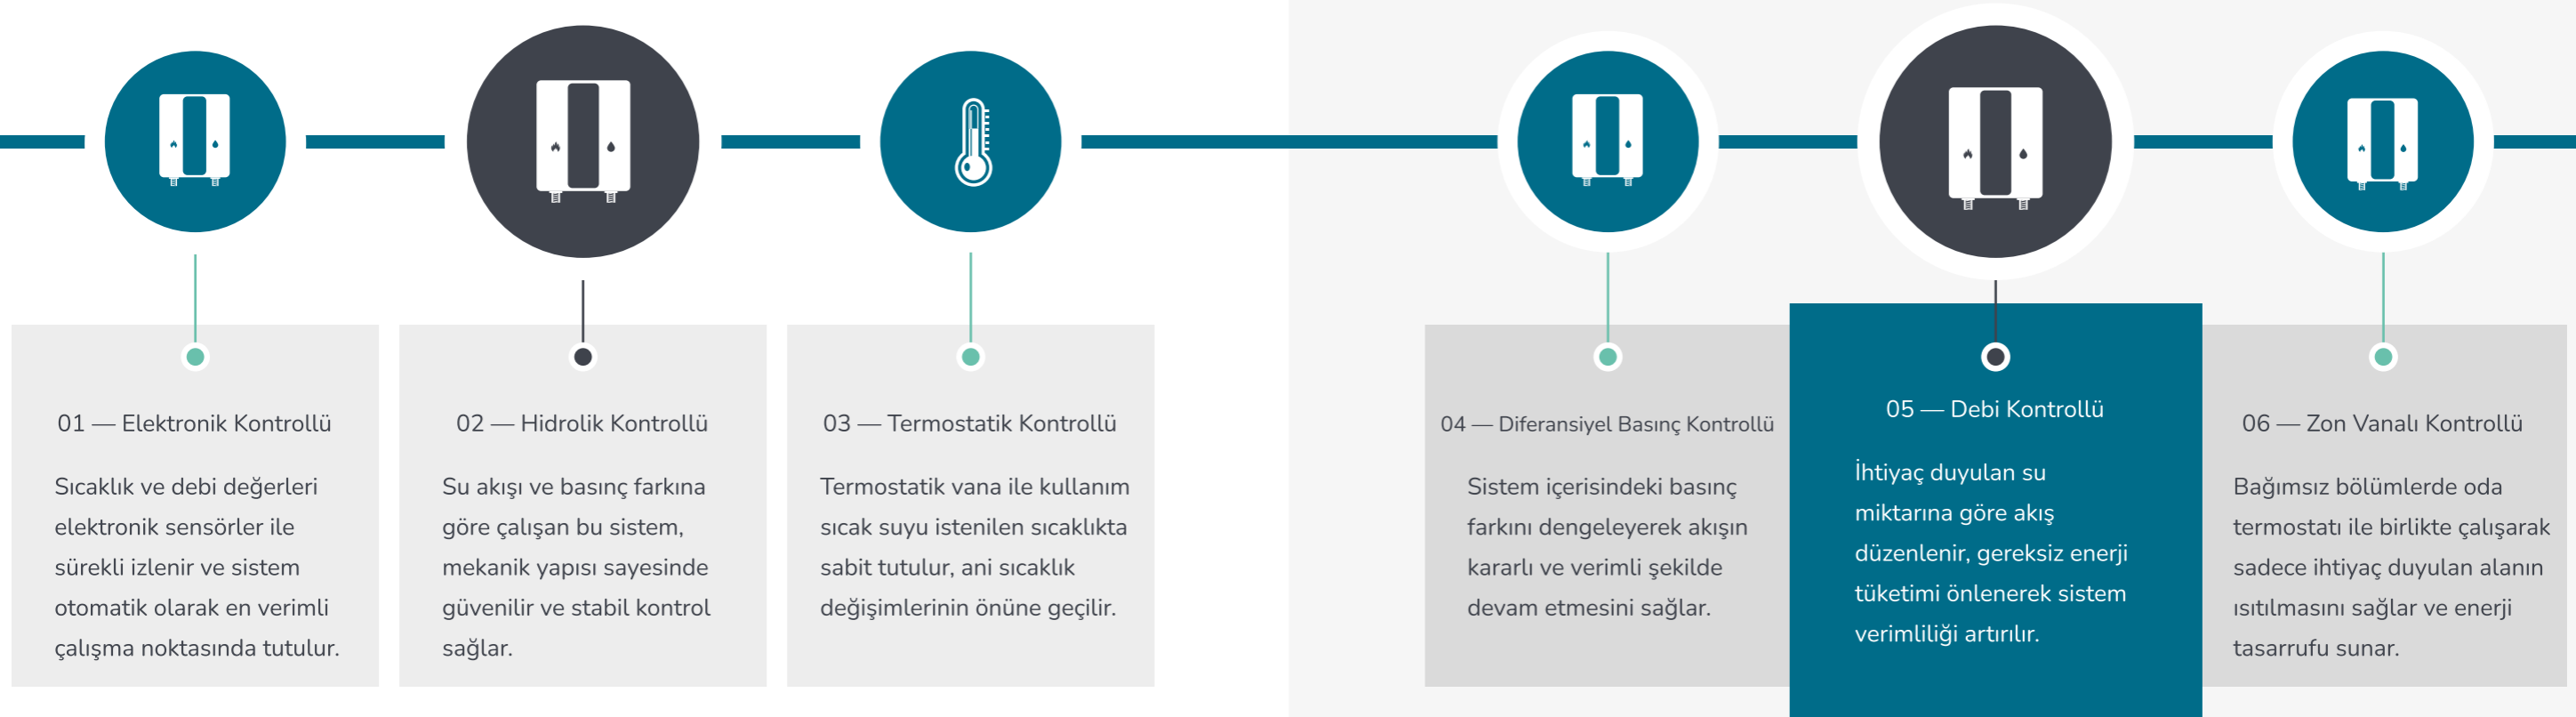 01 — Elektronik Kontrollü
Sıcaklık ve debi değerleri
elektronik sensörler ile
sürekli izlenir ve sistem
otomatik olarak en verimli
çalışma noktasında tutulur.
02 — Hidrolik Kontrollü
Su akışı ve basınç farkına
göre çalışan bu sistem,
mekanik yapısı sayesinde
güvenilir ve stabil kontrol
sağlar.
03 — Termostatik Kontrollü
Termostatik vana ile kullanım
sıcak suyu istenilen sıcaklıkta
sabit tutulur, ani sıcaklık
değişimlerinin önüne geçilir.
04 — Diferansiyel Basınç Kontrollü
Sistem içerisindeki basınç
farkını dengeleyerek akışın
kararlı ve verimli şekilde
devam etmesini sağlar.
05 — Debi Kontrollü
İhtiyaç duyulan su
miktarına göre akış
düzenlenir, gereksiz enerji
tüketimi önlenerek sistem
verimliliği artırılır.
06 — Zon Vanalı Kontrollü
Bağımsız bölümlerde oda
termostatı ile birlikte çalışarak
sadece ihtiyaç duyulan alanın
ısıtılmasını sağlar ve enerji
tasarrufu sunar.